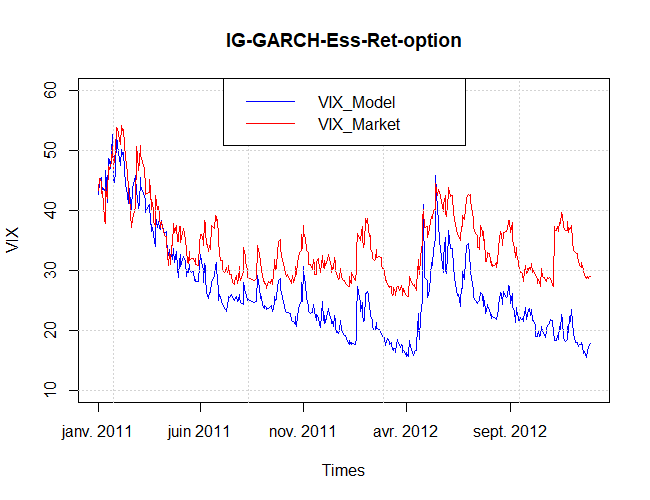 IG-GARCH-Ess-Ret-option
VIX_Model
VIX_Market
60
50
40
30
20
10
VIX
janv. 2011
juin 2011
nov. 2011
avr. 2012
sept. 2012
Times